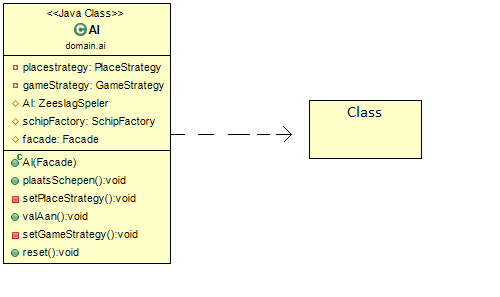 <<Java Class>>
C AI
domain.ai
placestrategy: PlaceStrategy
gameStrategy: GameStrategy
AI: ZeeslagSpeler
schipFactory: SchipFactory
facade: Facade
C AI(Facade)
plaatsSchepen():void
setPlaceStrategy():void
valAan():void
setGameStrategy():void
reset():void
Class